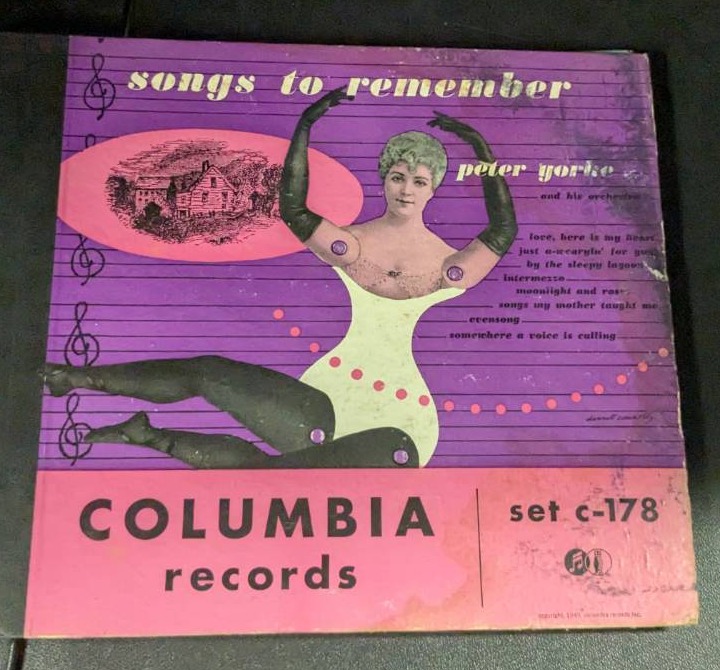 songs to remember
peter yorke
and his orchestra
love, here is my heart
just a-wearyin' for you
by the sleepy lagoon
intermezzo
moonlight and roses
songs my mother taught me
evensong
somewhere a voice is calling
COLUMBIA
records
set c-178